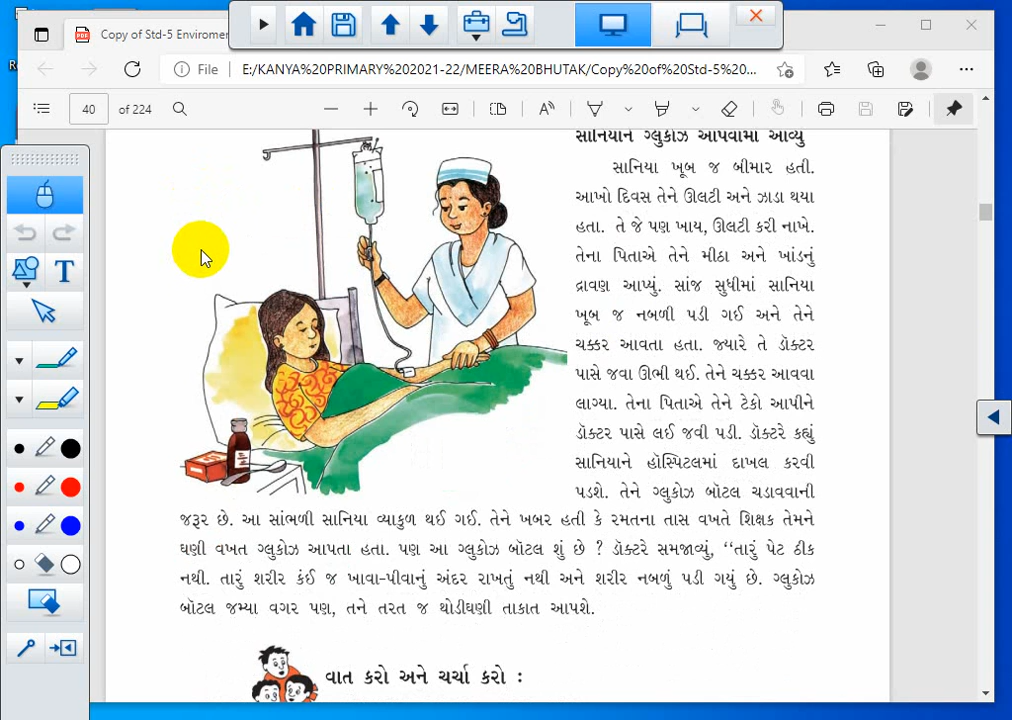 Copy of Std-5 Enviromer
File
E:/KANYA%20PRIMARY%202021-22/MEERA%20BHUTAK/Copy%20of%20Std-5%20...
40 of 224
T
સાનિયાને ગ્લુકોઝ આપવામાં આવ્યું
સાનિયા ખૂબ જ બીમાર હતી.
આખો દિવસ તેને ઊલટી અને ઝાડા થયા
હતા. તે જે પણ ખાય, ઊલટી કરી નાખે.
તેના પિતાએ તેને મીઠા અને ખાંડનું
દ્રાવણ આપ્યું. સાંજ સુધીમાં સાનિયા
ખૂબ જ નબળી પડી ગઈ અને તેને
ચક્કર આવતા હતા. જ્યારે તે ડૉક્ટર
પાસે જવા ઊભી થઈ. તેને ચક્કર આવવા
લાગ્યા. તેના પિતાએ તેને ટેકો આપીને
ડૉક્ટર પાસે લઈ જવી પડી. ડૉક્ટરે કહ્યું
સાનિયાને હૉસ્પિટલમાં દાખલ કરવી
પડશે. તેને ગ્લુકોઝ બૉટલ ચડાવવાની
જરૂર છે. આ સાંભળી સાનિયા વ્યાકુળ થઈ ગઈ. તેને ખબર હતી કે રમતના તાસ વખતે શિક્ષક તેમને
ઘણી વખત ગ્લુકોઝ આપતા હતા. પણ આ ગ્લુકોઝ બૉટલ શું છે ? ડૉક્ટરે સમજાવ્યું, “તારું પેટ ઠીક
નથી. તારું શરીર કંઈ જ ખાવા-પીવાનું અંદર રાખતું નથી અને શરીર નબળું પડી ગયું છે. ગ્લુકોઝ
બૉટલ જમ્યા વગર પણ, તને તરત જ થોડીઘણી તાકાત આપશે.
વાત કરો અને ચર્ચા કરો :